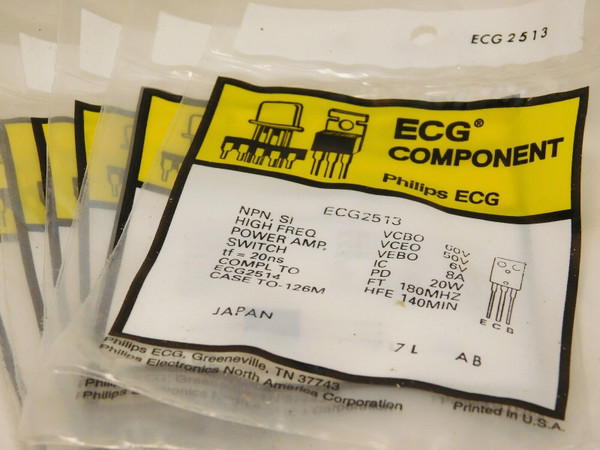 ECG2513
ECG®
COMPONENT
Philips ECG
ECG2513
NPN, SI
HIGH FREQ
POWER AMP,
SWITCH
tf = 20ns
COMPL TO
ECG2514
CASE TO-126M
VCBO 60V
VCEO 50V
VEBO 6V
IC 8A
PD 20W
FT 180MHZ
HFE 140MIN
E C B
JAPAN
7L AB
Philips ECG, Greeneville, TN 37743
Philips Electronics North America Corporation
Printed in U.S.A.